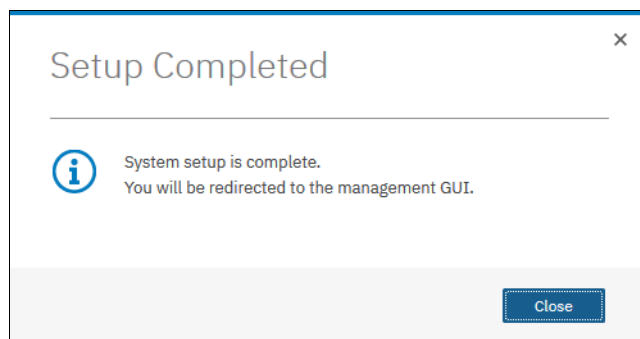 Setup Completed
System setup is complete.
You will be redirected to the management GUI.
Close